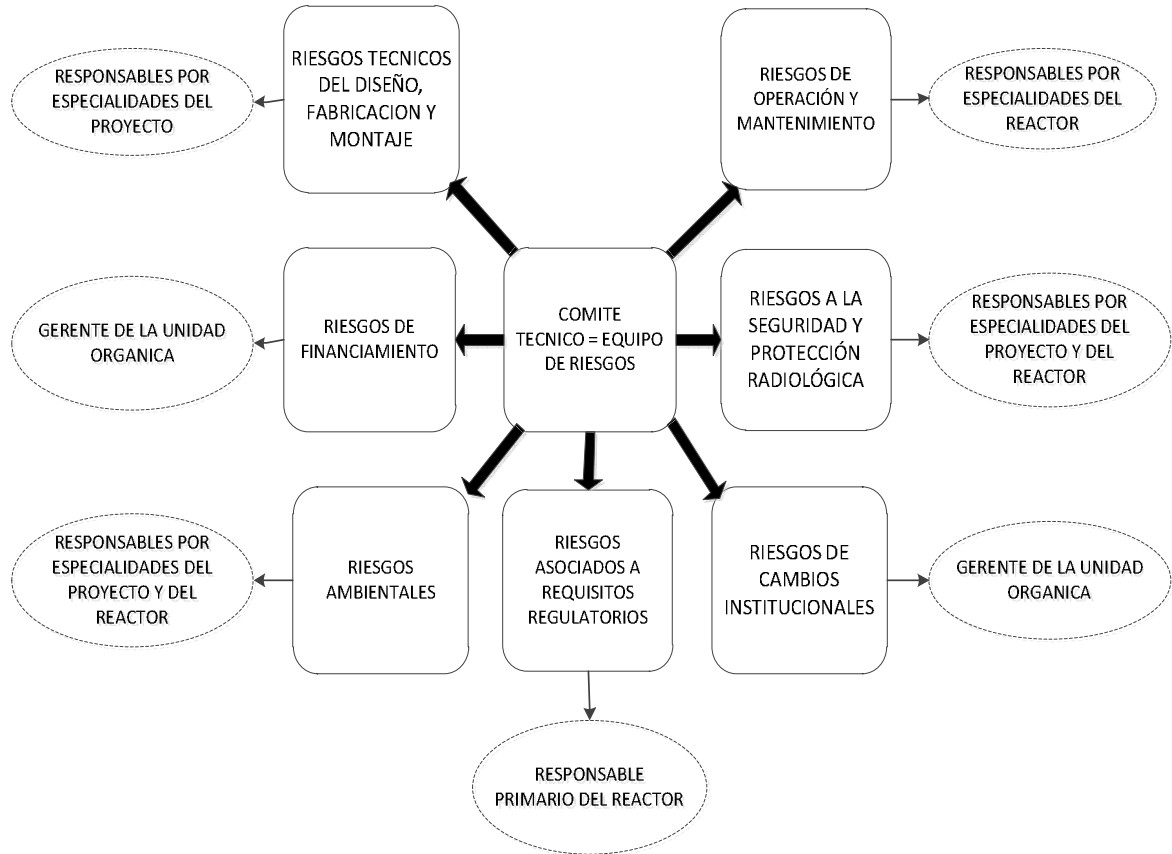 RESPONSABLES POR
ESPECIALIDADES DEL
PROYECTO
RIESGOS TECNICOS
DEL DISEÑO,
FABRICACION Y
MONTAJE
RIESGOS DE
OPERACIÓN Y
MANTENIMIENTO
RESPONSABLES POR
ESPECIALIDADES DEL
REACTOR
GERENTE DE LA UNIDAD
ORGANICA
RIESGOS DE
FINANCIAMIENTO
COMITE
TECNICO = EQUIPO
DE RIESGOS
RIESGOS A LA
SEGURIDAD Y
PROTECCIÓN
RADIOLÓGICA
RESPONSABLES POR
ESPECIALIDADES DEL
PROYECTO Y DEL
REACTOR
RESPONSABLES POR
ESPECIALIDADES DEL
PROYECTO Y DEL
REACTOR
RIESGOS
AMBIENTALES
RIESGOS
ASOCIADOS A
REQUISITOS
REGULATORIOS
RIESGOS DE
CAMBIOS
INSTITUCIONALES
GERENTE DE LA UNIDAD
ORGANICA
RESPONSABLE
PRIMARIO DEL REACTOR